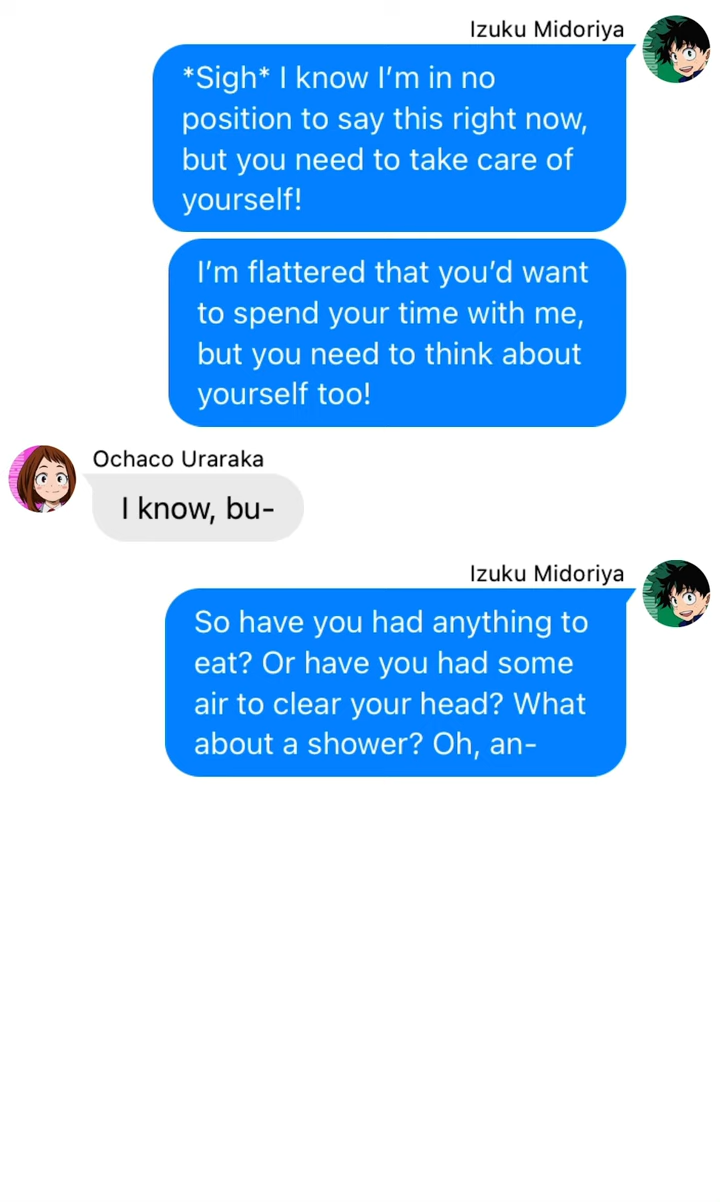 Izuku Midoriya
*Sigh* I know I’m in no
position to say this right now,
but you need to take care of
yourself!
I’m flattered that you’d want
to spend your time with me,
but you need to think about
yourself too!
Ochaco Uraraka
I know, bu-
Izuku Midoriya
So have you had anything to
eat? Or have you had some
air to clear your head? What
about a shower? Oh, an-